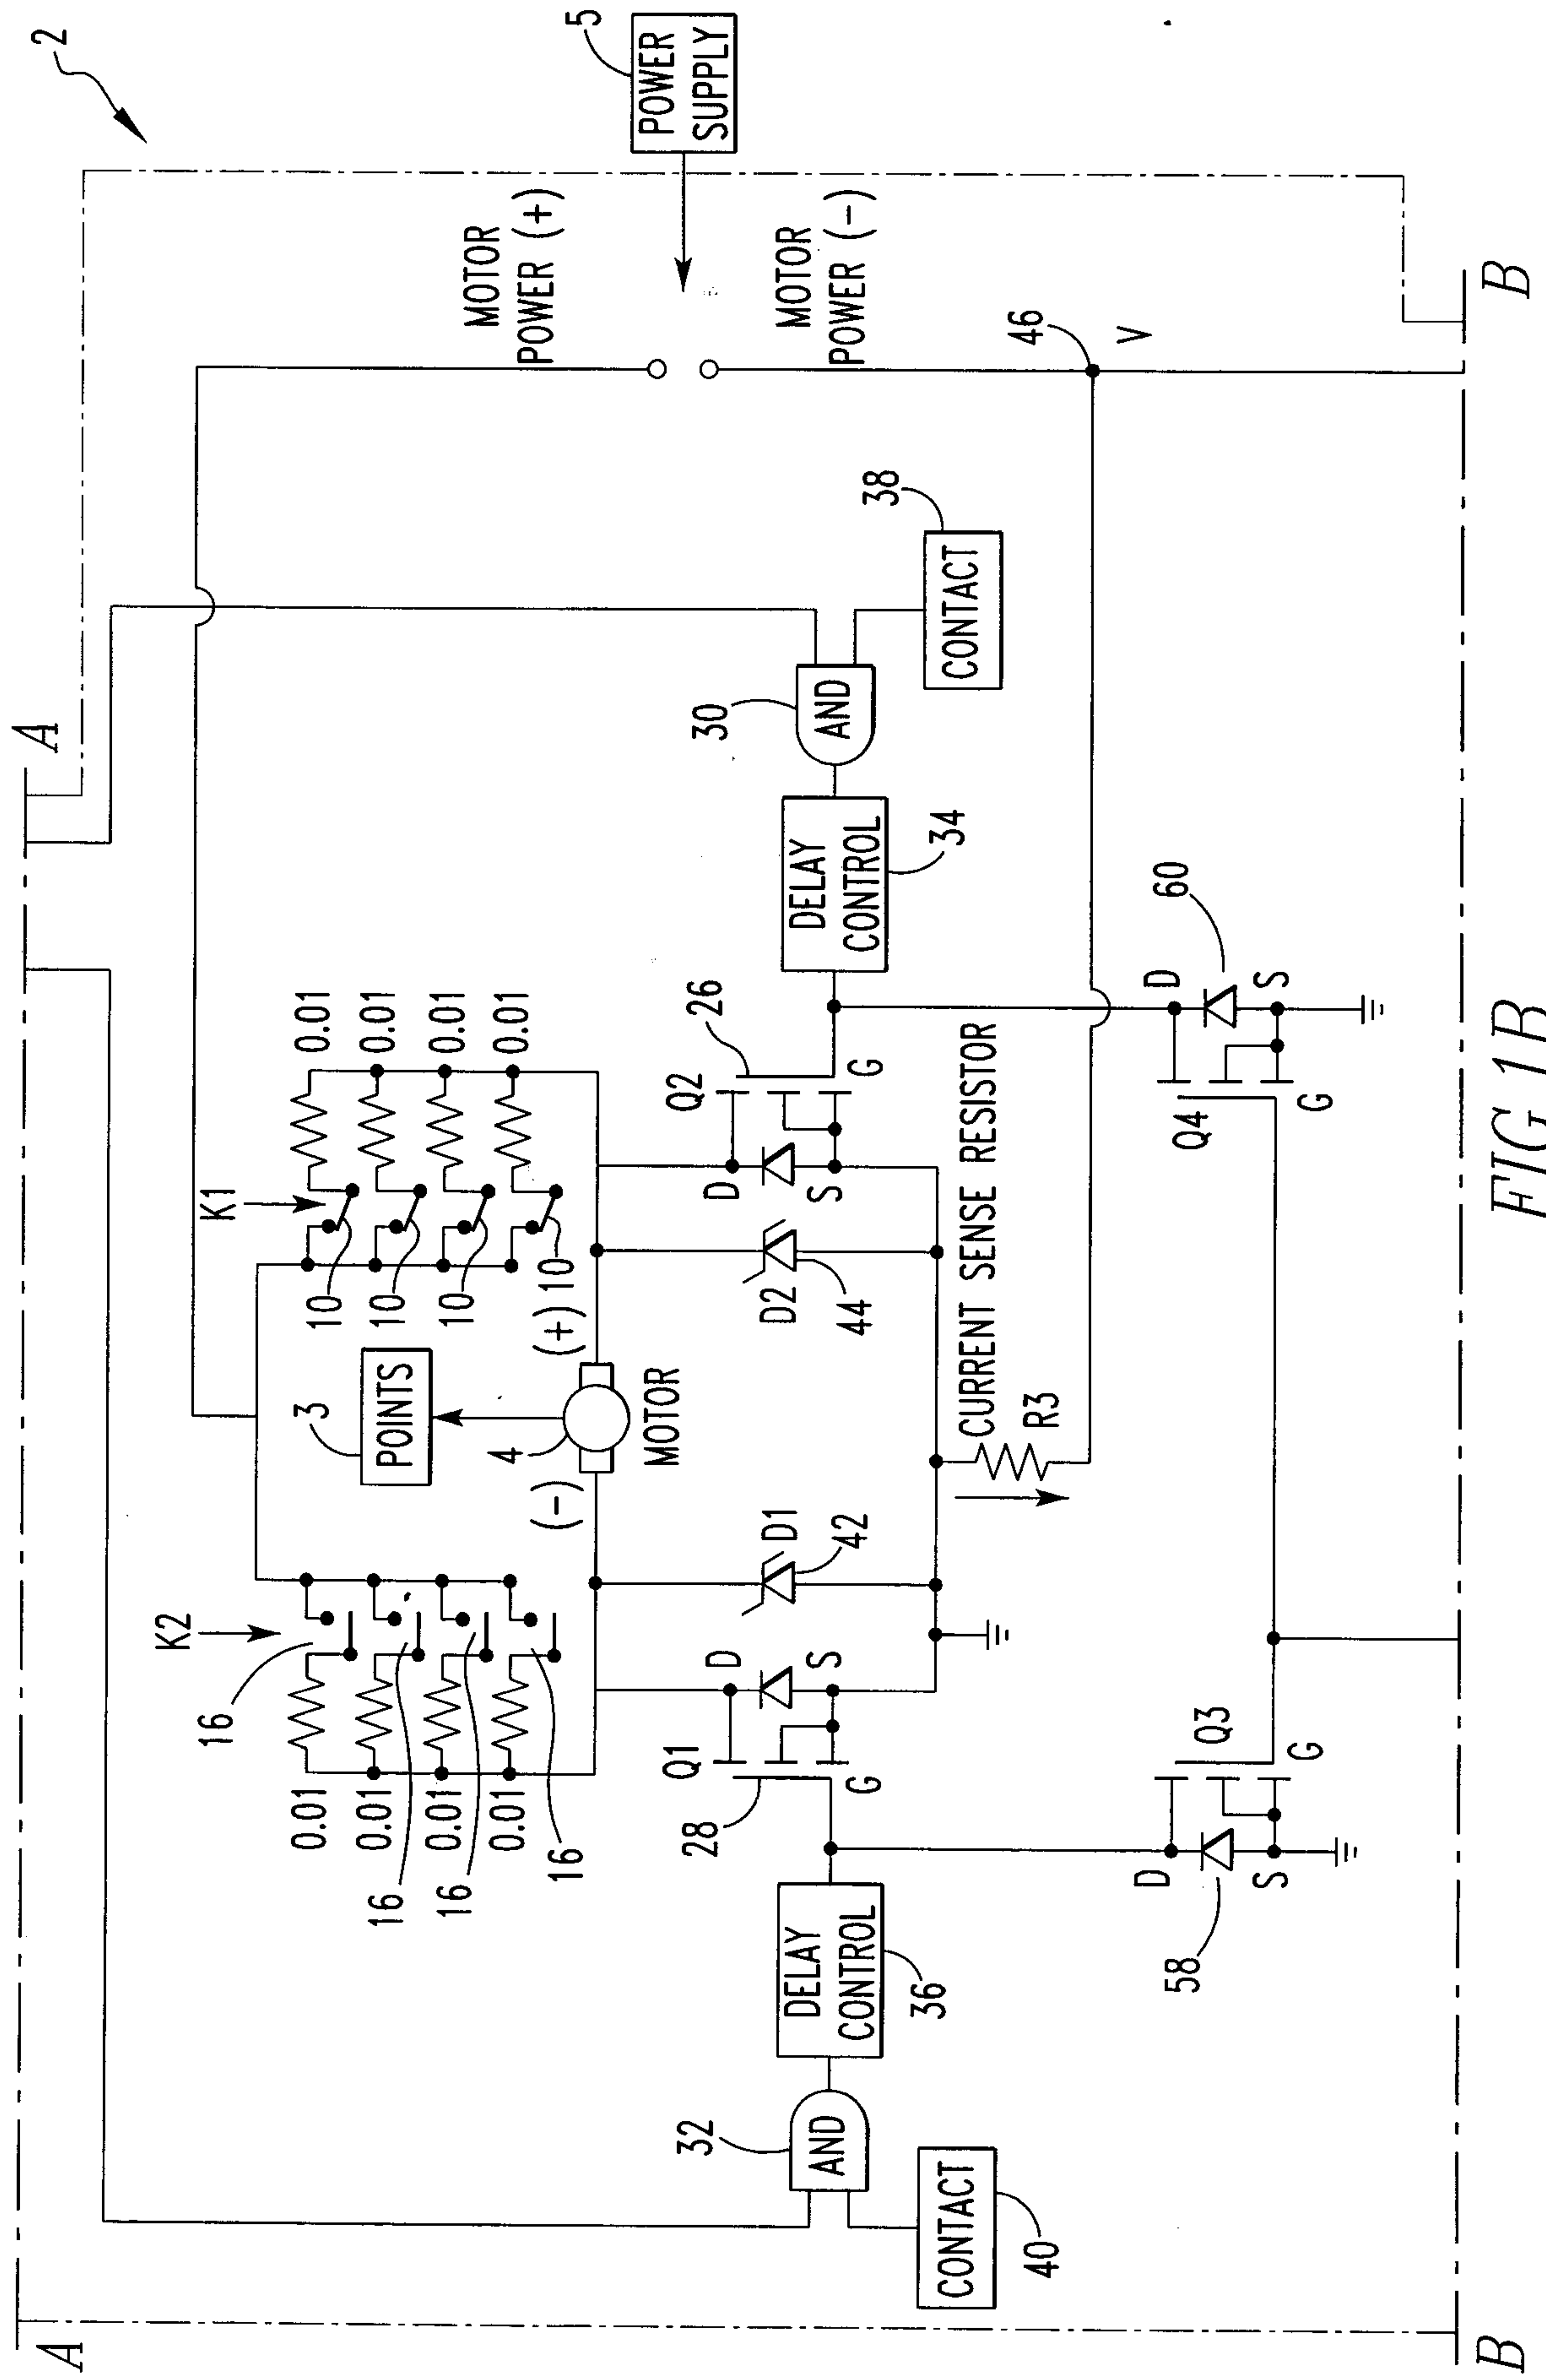 A
A
2
K2
K1
16
0.01
0.01
0.01
0.01
16
16
16
3
POINTS
4
(-)
(+)
MOTOR
10
10
10
10
0.01
0.01
0.01
0.01
MOTOR
POWER (+)
5
POWER
SUPPLY
MOTOR
POWER (-)
32
AND
DELAY
CONTROL
36
CONTACT
40
28
Q1
D
S
G
D1
42
D2
44
Q2
26
D
S
G
DELAY
CONTROL
34
30
AND
38
CONTACT
CURRENT SENSE RESISTOR
R3
46
V
58
D
S
Q3
G
Q4
G
D
S
60
B
B
FIG 1B